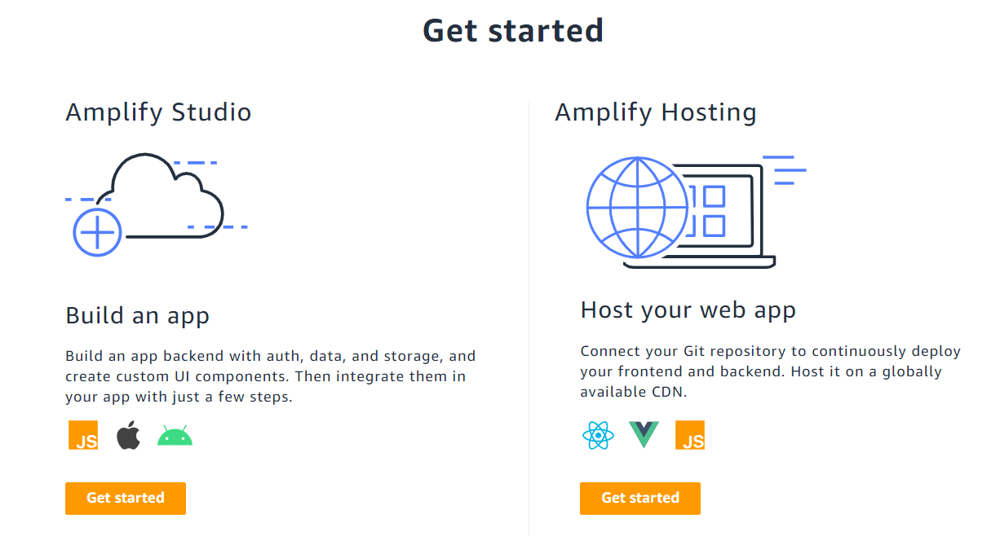 Get started
Amplify Studio
Build an app
Build an app backend with auth, data, and storage, and
create custom UI components. Then integrate them in
your app with just a few steps.
JS
Get started
Amplify Hosting
Host your web app
Connect your Git repository to continuously deploy
your frontend and backend. Host it on a globally
available CDN.
JS
Get started